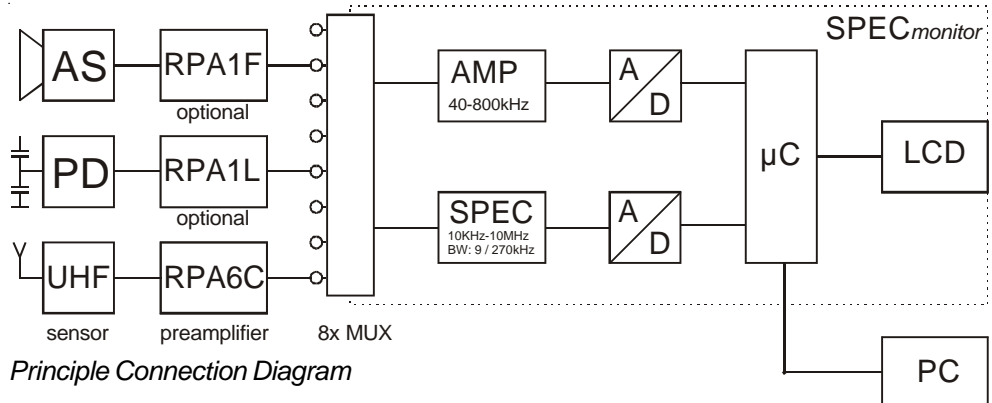 SPECmonitor
AS
RPA1F
optional
AMP
40-800kHz
A
D
PD
RPA1L
optional
µC
LCD
SPEC
10KHz-10MHz
BW: 9 / 270kHz
A
D
UHF
RPA6C
sensor
preamplifier
8x MUX
Principle Connection Diagram
PC